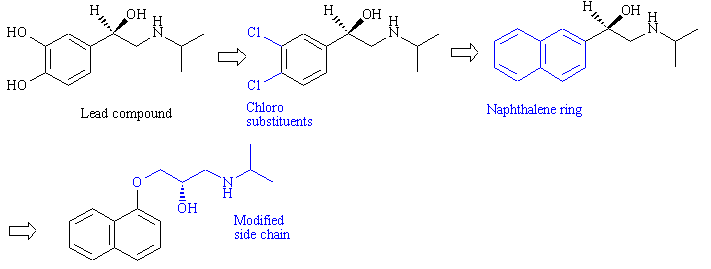 H
OH
H
N
HO
HO
Lead compound
H
OH
H
N
Cl
Cl
Chloro
substituents
H
OH
H
N
Naphthalene ring
O
N
H
OH
Modified
side chain